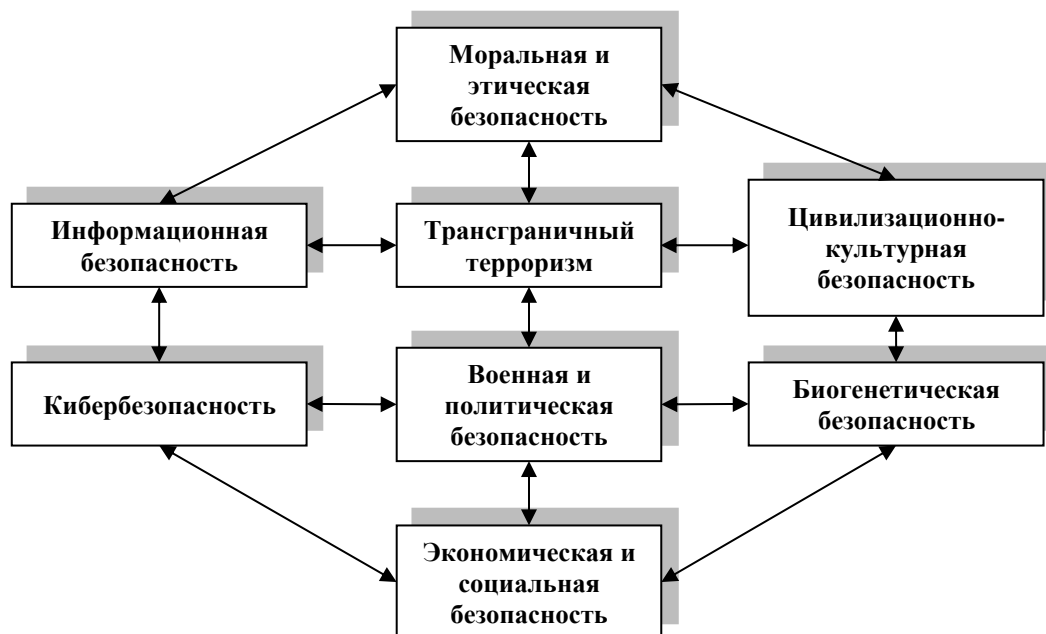 Моральная и
этическая
безопасность
Информационная
безопасность
Трансграничный
терроризм
Цивилизационно-
культурная
безопасность
Кибербезопасность
Военная и
политическая
безопасность
Биогенетическая
безопасность
Экономическая и
социальная
безопасность